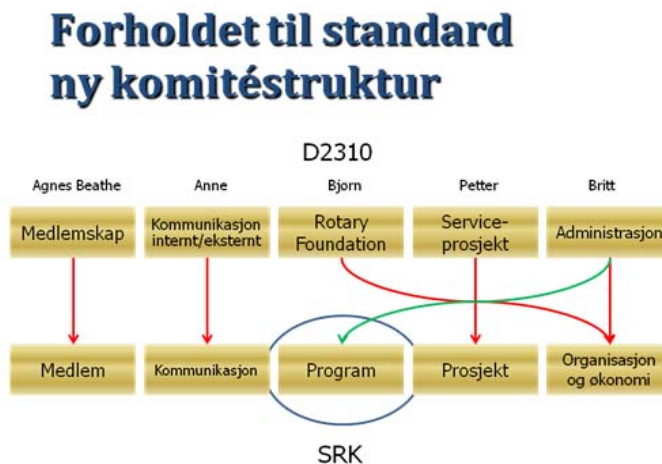 Forholdet til standard
ny komitéstruktur
D2310
Agnes Beathe Anne Bjørn Petter Britt
Medlemskap
Kommunikasjon
internt/eksternt
Rotary
Foundation
Service-
prosjekt
Administrasjon
Medlem
Kommunikasjon
Program
Prosjekt
Organisasjon
og økonomi
SRK